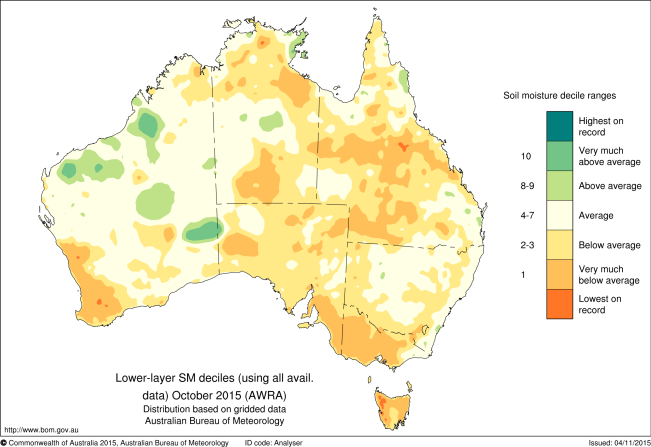 Soil moisture decile ranges
Highest on
record
10
Very much
above average
8-9
Above average
4-7
Average
2-3
Below average
1
Very much
below average
Lowest on
record
Lower-layer SM deciles (using all avail.
data) October 2015 (AWRA)
Distribution based on gridded data
Australian Bureau of Meteorology
http://www.bom.gov.au
© Commonwealth of Australia 2015, Australian Bureau of Meteorology ID code: Analyser Issued: 04/11/2015